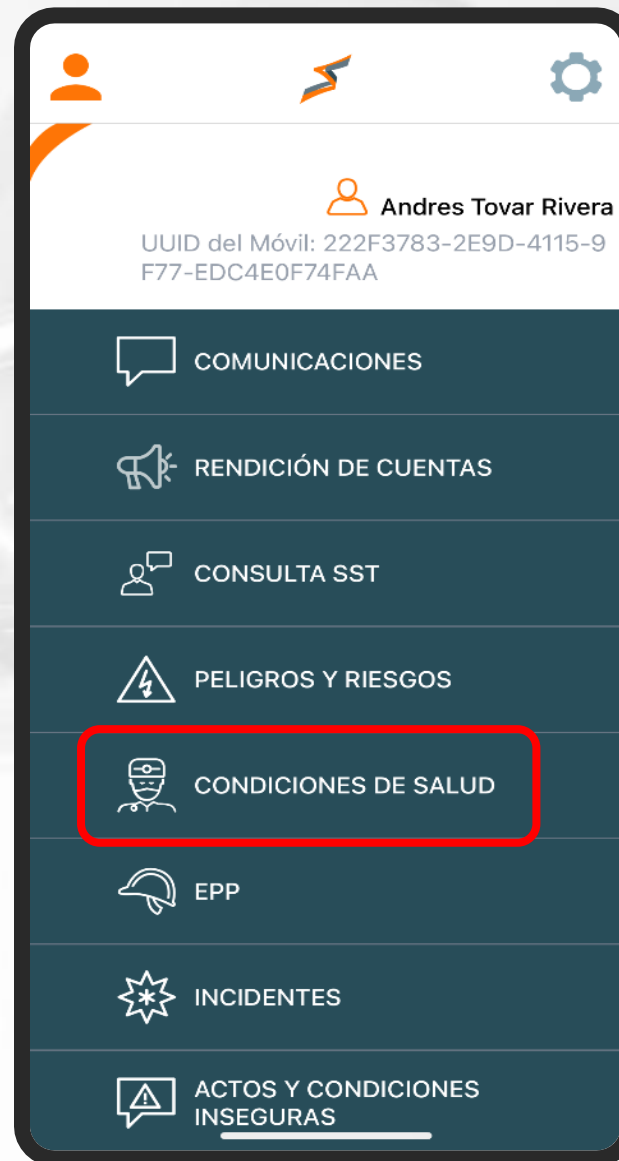 Andres Tovar Rivera
UUID del Móvil: 222F3783-2E9D-4115-9
F77-EDC4E0F74FAA
COMUNICACIONES
RENDICIÓN DE CUENTAS
CONSULTA SST
PELIGROS Y RIESGOS
CONDICIONES DE SALUD
EPP
INCIDENTES
ACTOS Y CONDICIONES
INSEGURAS